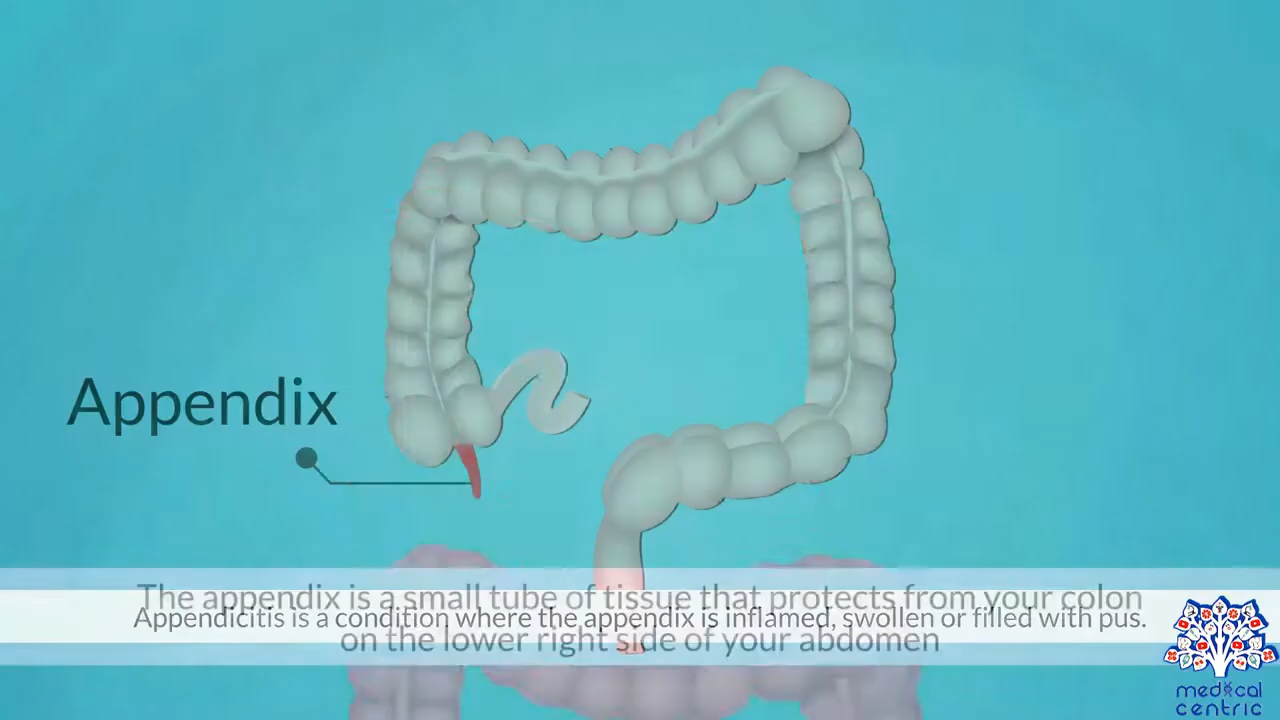 Appendix
The appendix is a small tube of tissue that protects from your colon
Appendicitis is a condition where the appendix is inflamed, swollen or filled with pus.
on the lower right side of your abdomen
medical
centric